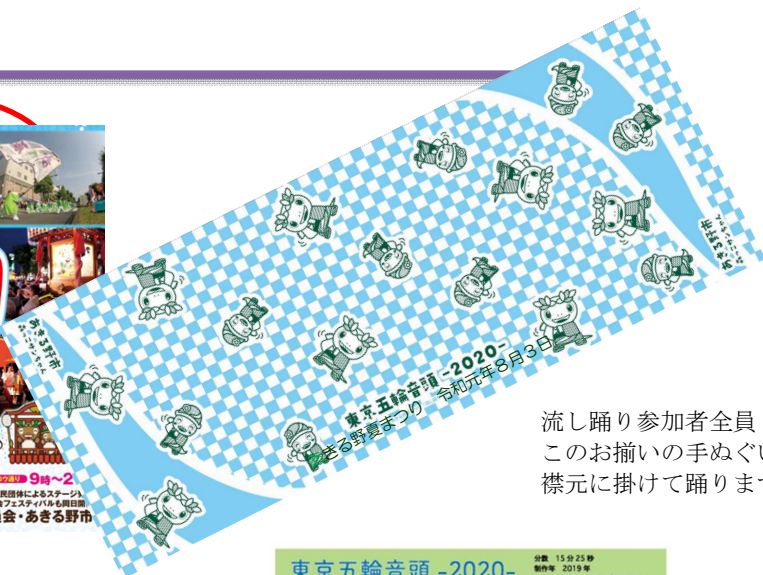 東京五輪音頭 -2020-
あきる野夏まつり 令和元年8月3日
あきる野市
あきる野市
9時~2
民団体によるステージ
フェスティバルも同日開
会・あきる野市
流し踊り参加者全員
このお揃いの手ぬぐい
襟元に掛けて踊ります
東京五輪音頭 -2020-
分数 15分25秒
制作年 2019年